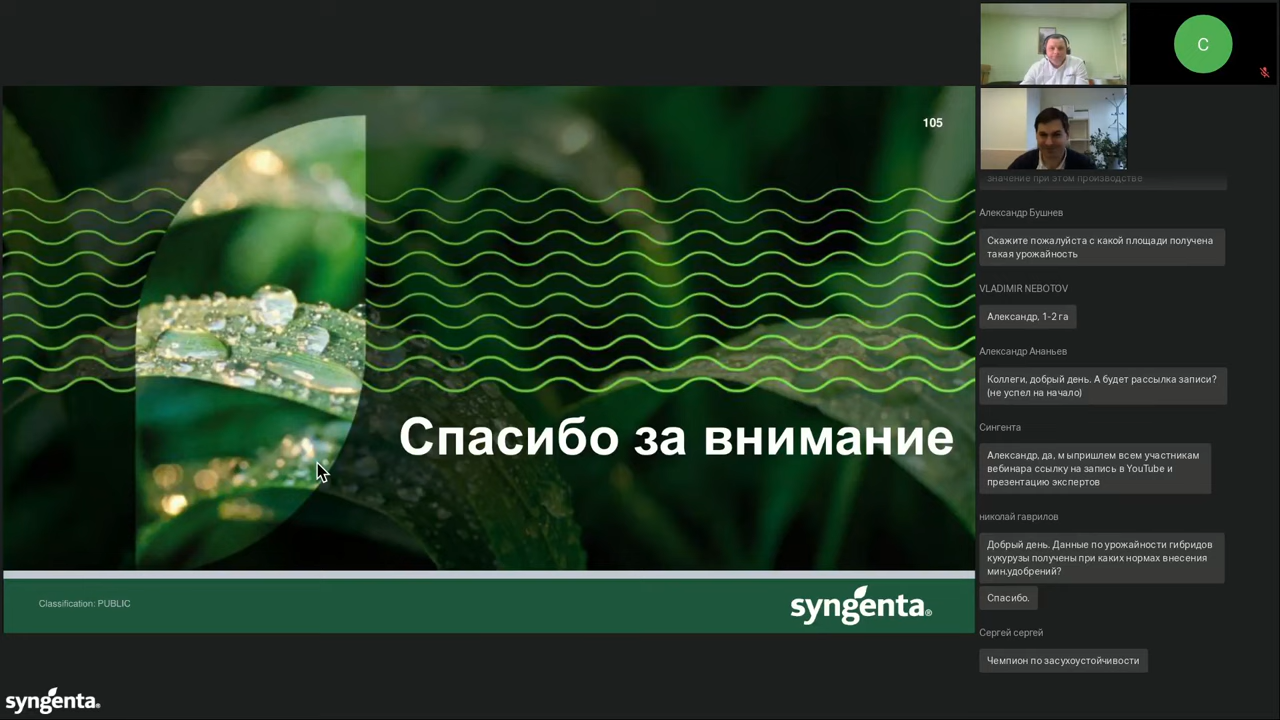 105
Спасибо за внимание
Classification: PUBLIC
syngenta®
syngenta®
С
значение при этом производстве
Александр Бушнев
Скажите пожалуйста с какой площади получена
такая урожайность
VLADIMIR NEBOTOV
Александр, 1-2 га
Александр Ананьев
Коллеги, добрый день. А будет рассылка записи?
(не успел на начало)
Сингента
Александр, да, м ыпришлем всем участникам
вебинара ссылку на запись в YouTube и
презентацию экспертов
николай гаврилов
Добрый день. Данные по урожайности гибридов
кукурузы получены при каких нормах внесения
мин.удобрений?
Спасибо.
Сергей сергей
Чемпион по засухоустойчивости